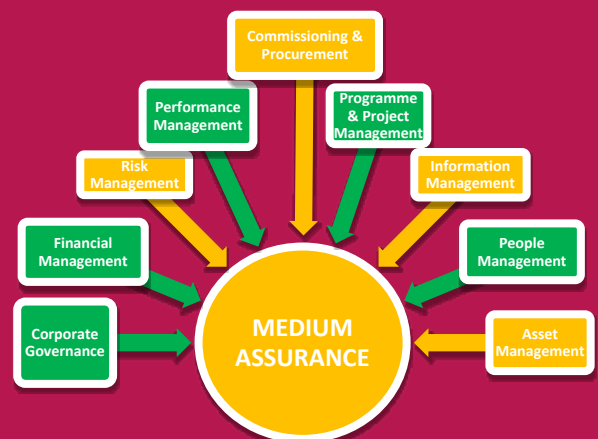 Commissioning &
Procurement
Performance
Management
Programme
& Project
Management
Risk
Management
Information
Management
Financial
Management
People
Management
Corporate
Governance
MEDIUM
ASSURANCE
Asset
Management